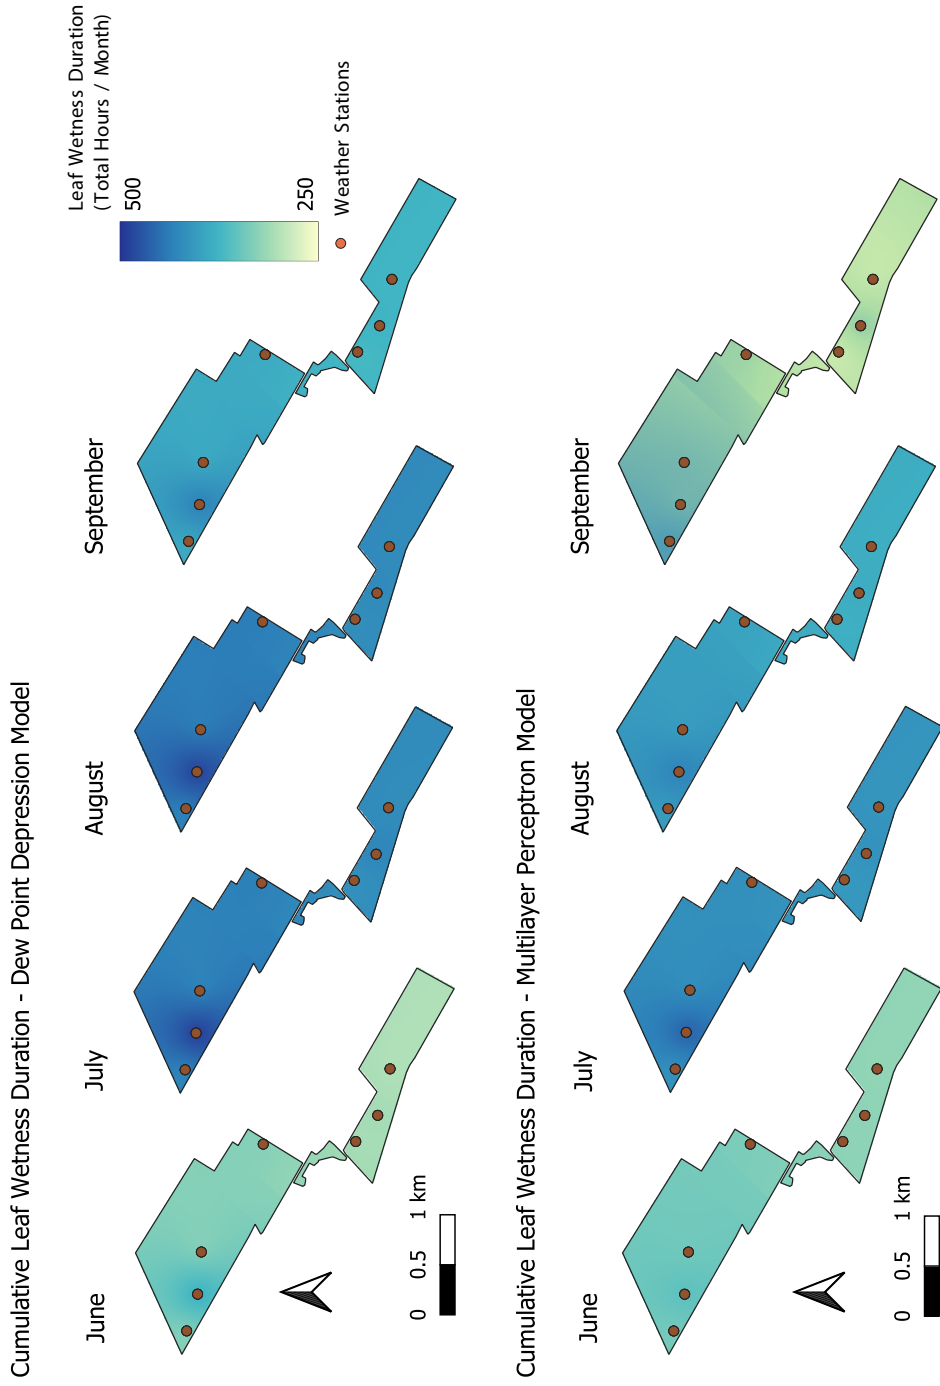 Cumulative Leaf Wetness Duration - Dew Point Depression Model
June
July
August
September
Leaf Wetness Duration
(Total Hours / Month)
500
250
Weather Stations
0 0.5 1 km
Cumulative Leaf Wetness Duration - Multilayer Perceptron Model
June
July
August
September
0 0.5 1 km